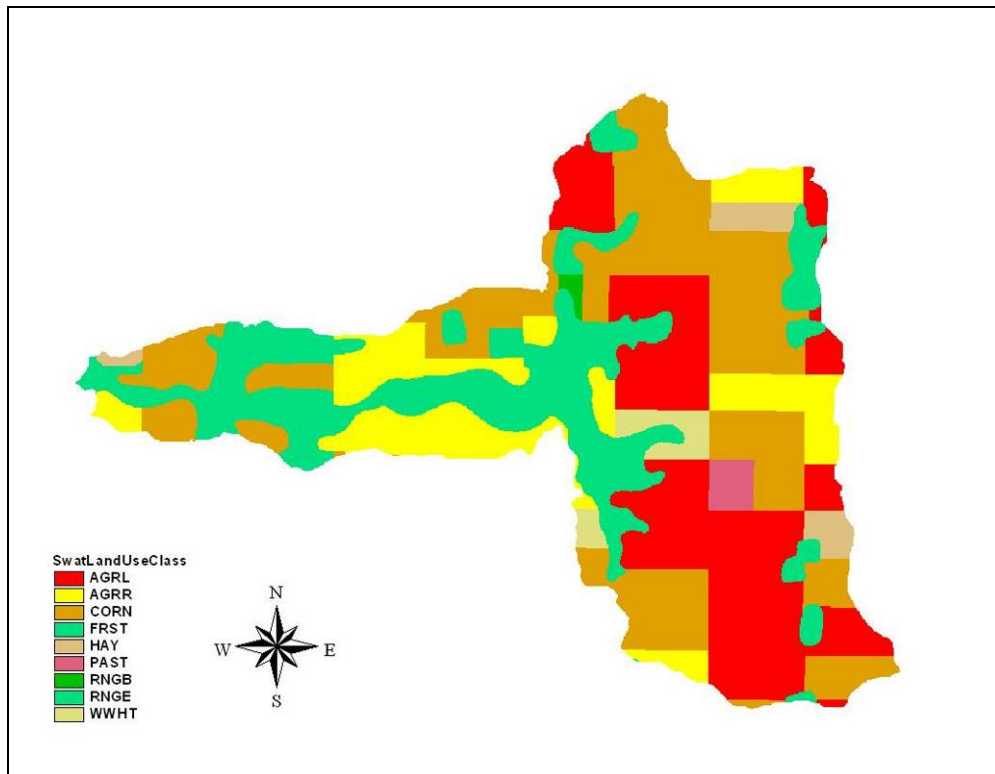 SwatLandUseClass
AGRL
AGRR
CORN
FRST
HAY
PAST
RNGB
RNGE
WWHT
N
W E
S